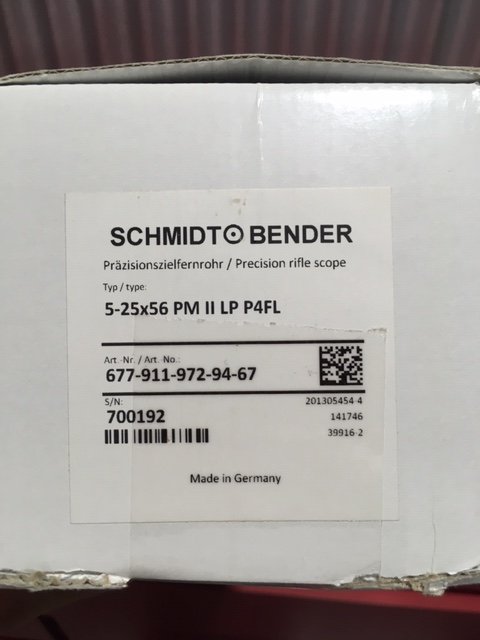 SCHMIDT BENDER
Präzisionszielfernrohr / Precision rifle scope
Typ / type:
5-25x56 PM II LP P4FL
Art.-Nr. / Art.-No.:
677-911-972-94-67
S/N:
700192
201305454-4
141746
39916-2
Made in Germany